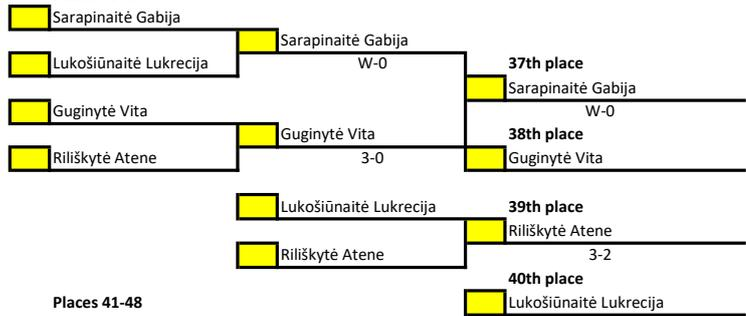 Sarapinaitė Gabija
Sarapinaitė Gabija
Lukošiūnaitė Lukrecija
W-0
37th place
Sarapinaitė Gabija
Guginytė Vita
W-0
Guginytė Vita
38th place
Riliškytė Atene
3-0
Guginytė Vita
Lukošiūnaitė Lukrecija
39th place
Riliškytė Atene
Riliškytė Atene
3-2
40th place
Places 41-48
Lukošiūnaitė Lukrecija